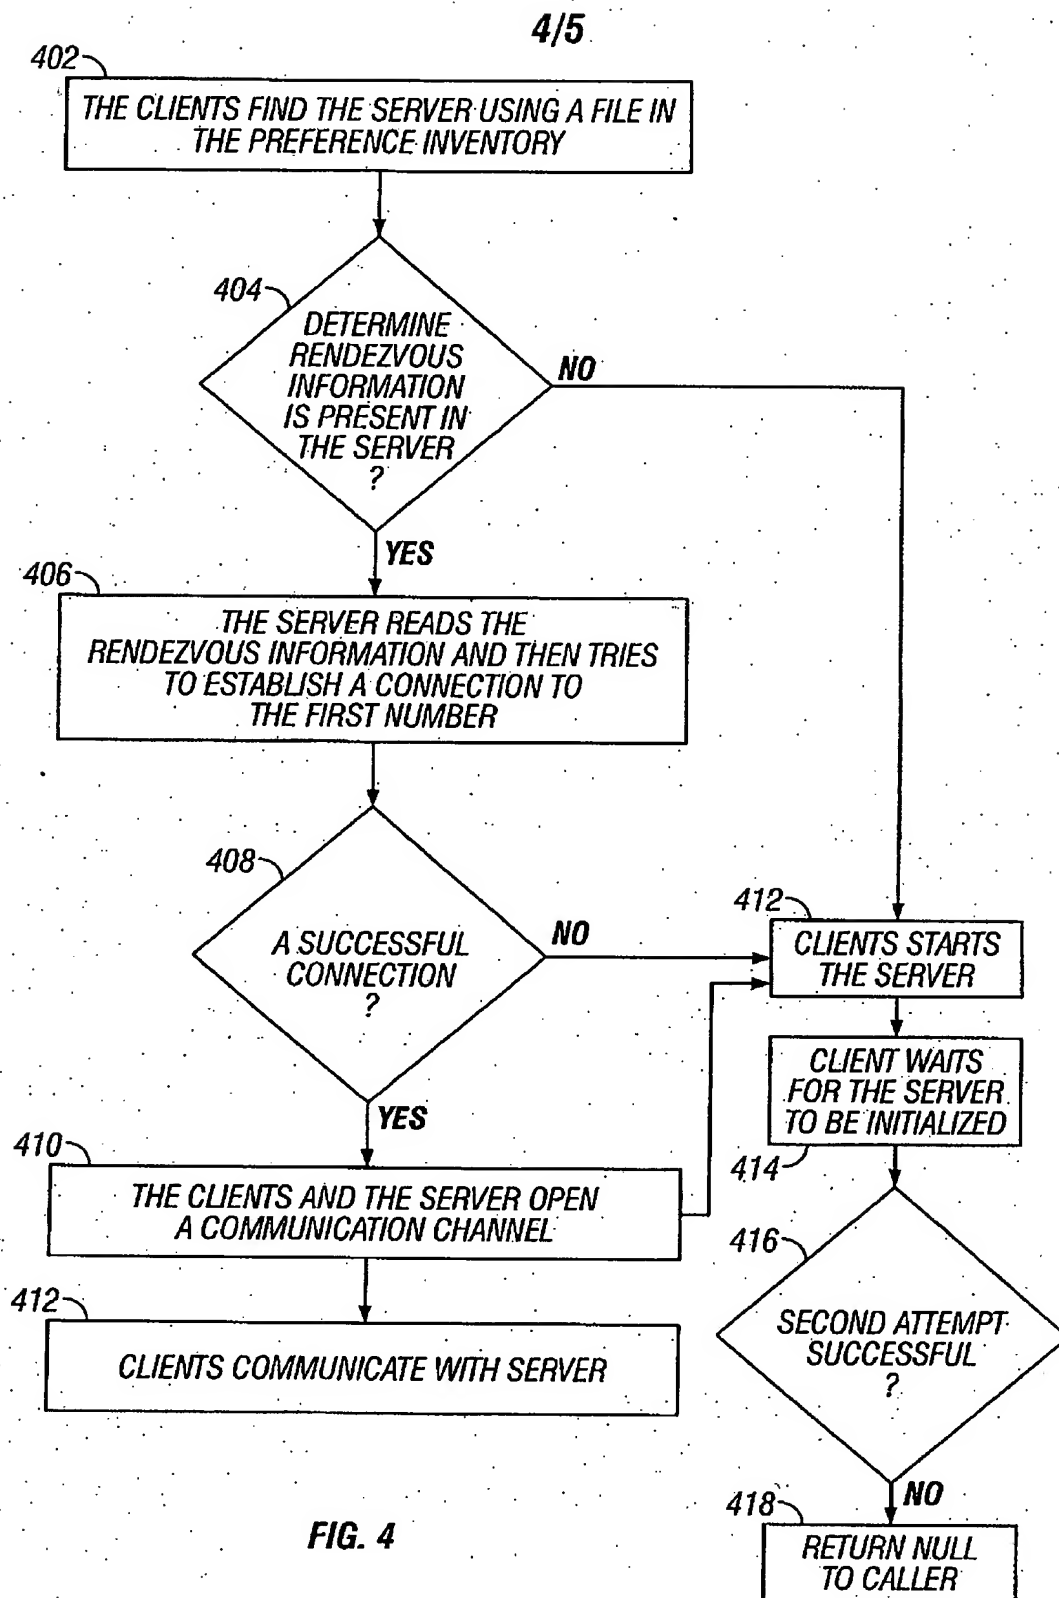 4/5
402
THE CLIENTS FIND THE SERVER USING A FILE IN
THE PREFERENCE INVENTORY
404
DETERMINE
RENDEZVOUS
INFORMATION
IS PRESENT IN
THE SERVER
?
NO
YES
406
THE SERVER READS THE
RENDEZVOUS INFORMATION AND THEN TRIES
TO ESTABLISH A CONNECTION TO
THE FIRST NUMBER
408
A SUCCESSFUL
CONNECTION
?
NO
YES
410
THE CLIENTS AND THE SERVER OPEN
A COMMUNICATION CHANNEL
412
CLIENTS COMMUNICATE WITH SERVER
412
CLIENTS STARTS
THE SERVER
CLIENT WAITS
FOR THE SERVER
TO BE INITIALIZED
414
416
SECOND ATTEMPT
SUCCESSFUL
?
NO
418
RETURN NULL
TO CALLER
FIG. 4